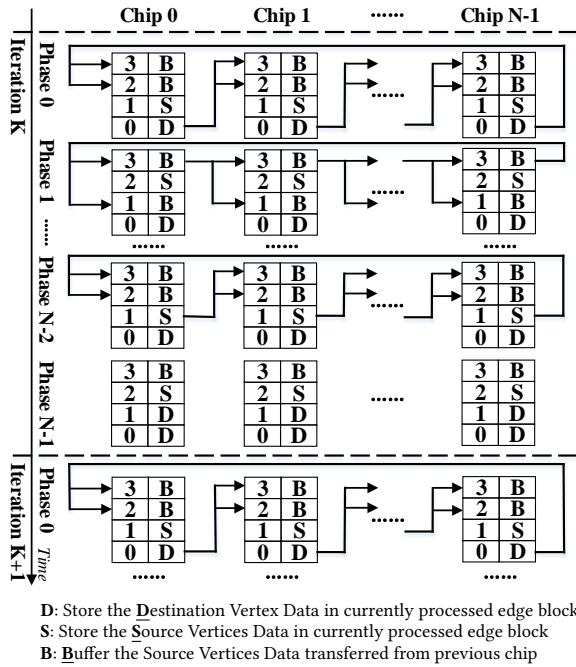 Chip 0 Chip 1 ...... Chip N-1
Iteration K
Phase 0
3 B 3 B 3 B
2 B 2 B 2 B
1 S 1 S ...... 1 S
0 D 0 D 0 D
Phase 1
3 B 3 B 3 B
2 S 2 S 2 S
1 B 1 B ...... 1 B
0 D 0 D 0 D
...... ...... ...... ......
Phase N-2
3 B 3 B 3 B
2 B 2 B 2 B
1 S 1 S ...... 1 S
0 D 0 D 0 D
Phase N-1
3 B 3 B 3 B
2 S 2 S ...... 2 S
1 D 1 D 1 D
0 D 0 D 0 D
Iteration K+1
Phase 0
3 B 3 B 3 B
2 B 2 B 2 B
1 S 1 S ...... 1 S
0 D 0 D 0 D
Time
...... ...... ......
D: Store the Destination Vertex Data in currently processed edge block
S: Store the Source Vertices Data in currently processed edge block
B: Buffer the Source Vertices Data transferred from previous chip